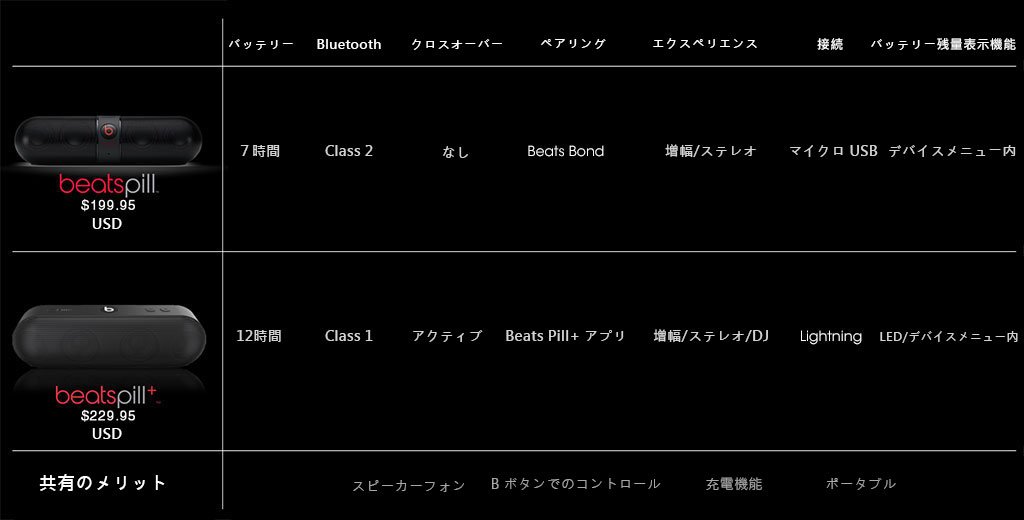 バッテリー Bluetooth クロスオーバー ペアリング エクスペリエンス 接続 バッテリー残量表示機能
7時間 Class 2 なし Beats Bond 増幅/ステレオ マイクロ USB デバイスメニュー内
beatspill
$199.95
USD
12時間 Class 1 アクティブ Beats Pill+ アプリ 増幅/ステレオ/DJ Lightning LED/デバイスメニュー内
beatspill+
$229.95
USD
共有のメリット スピーカーフォン B ボタンでのコントロール 充電機能 ポータブル